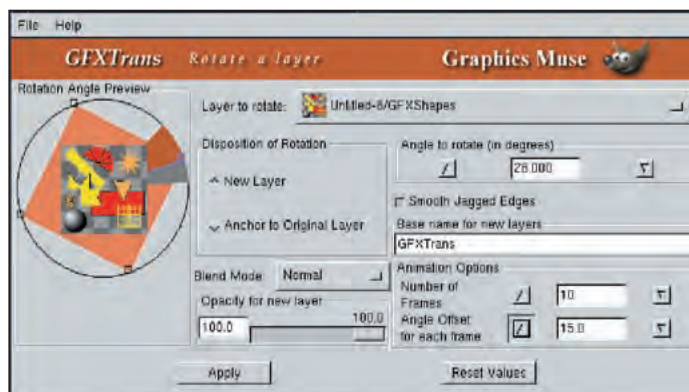 File Help
GFXTrans Rotate a layer Graphics Muse
Rotation Angle Preview
Layer to rotate: Untitled-6/GFXShapes
Disposition of Rotation
New Layer
Anchor to Original Layer
Angle to rotate (in degrees)
28.000
Smooth Jagged Edges
Base name for new layers
GFXTrans
Blend Mode: Normal
Opacity for new layer
100.0
100.0
Animation Options
Number of Frames 10
Angle Offset for each frame 15.0
Apply Reset Values